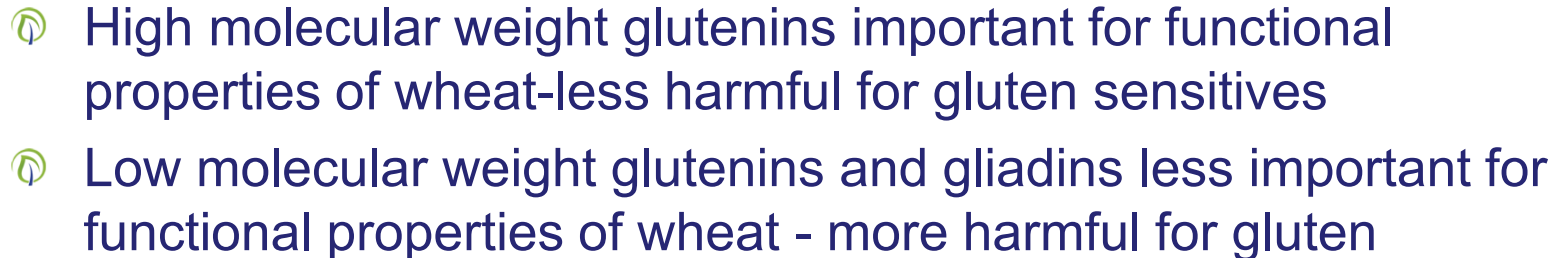 High molecular weight glutenins important for functional
properties of wheat-less harmful for gluten sensitives
Low molecular weight glutenins and gliadins less important for
functional properties of wheat - more harmful for gluten